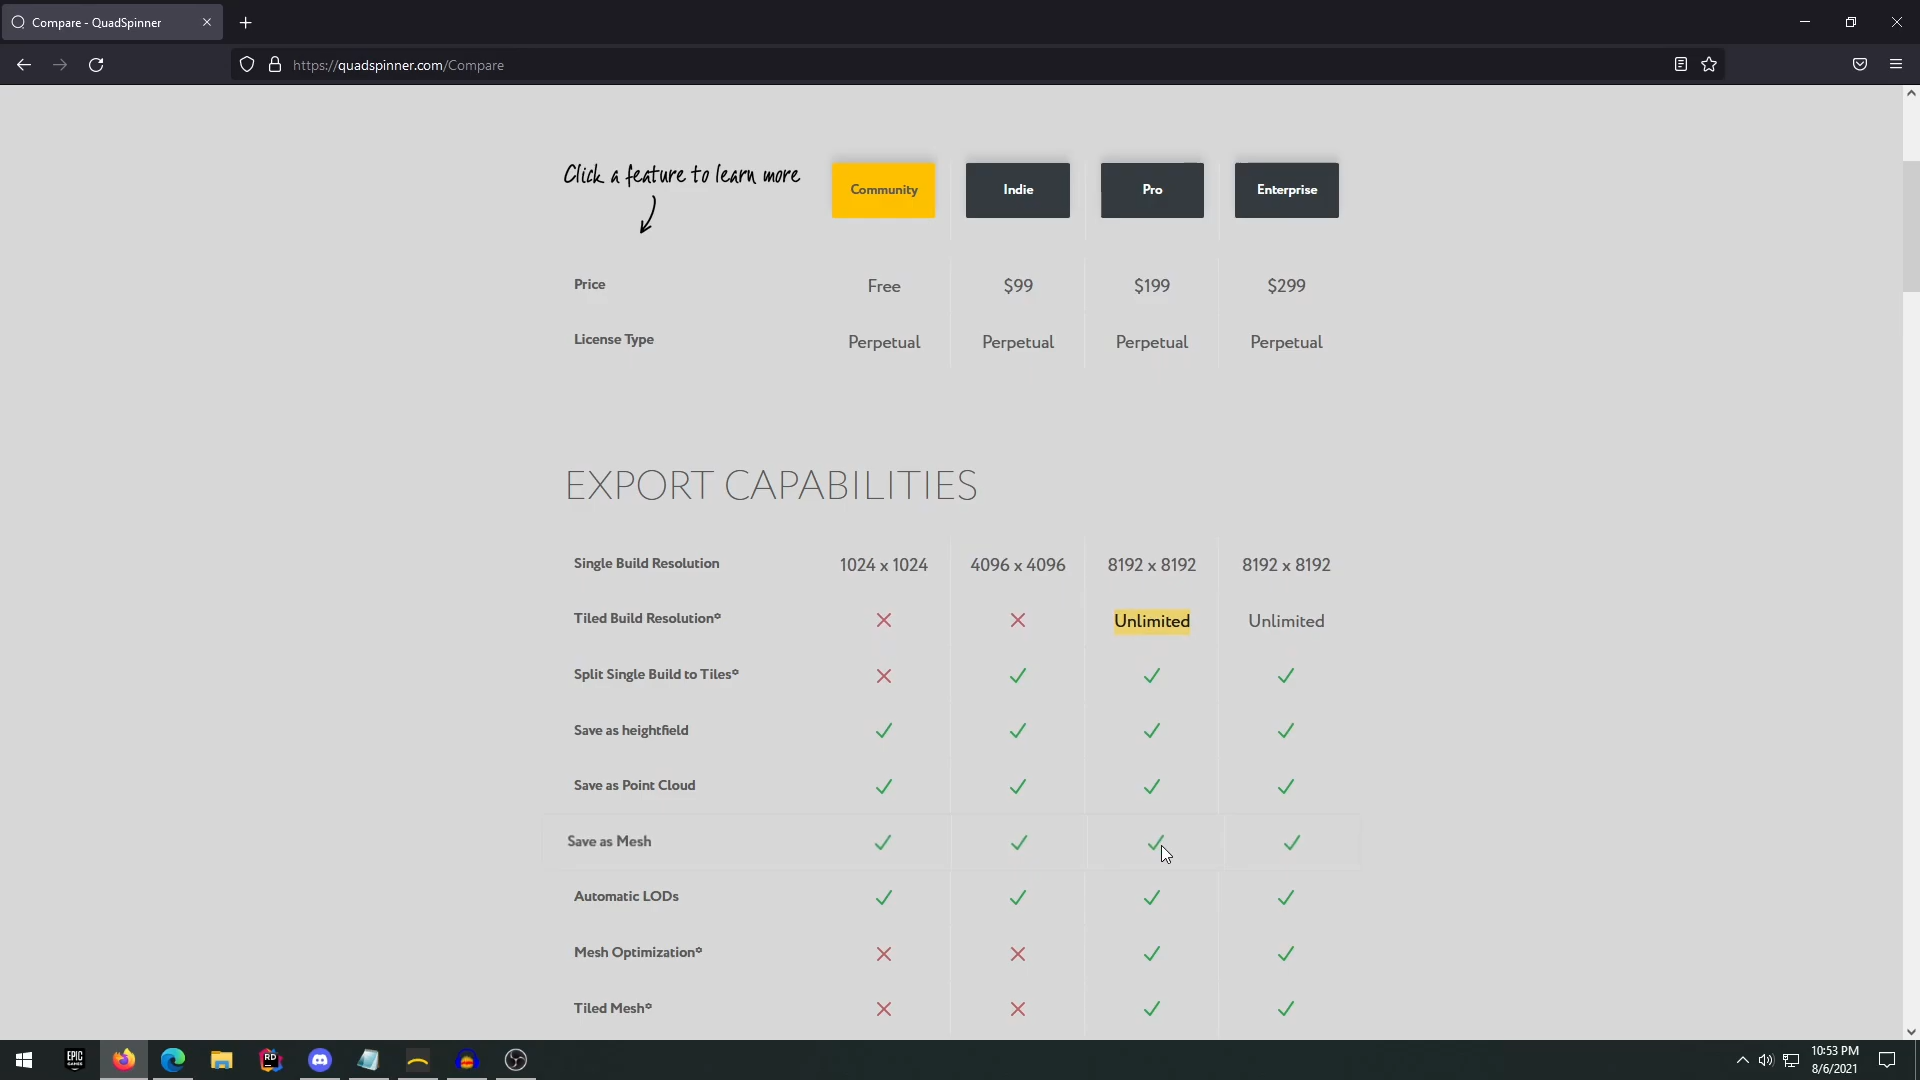 Compare - QuadSpinner
https://quadspinner.com/Compare
Click a feature to learn more
Community Indie Pro Enterprise
Price Free $99 $199 $299
License Type Perpetual Perpetual Perpetual Perpetual
EXPORT CAPABILITIES
Single Build Resolution 1024 x 1024 4096 x 4096 8192 x 8192 8192 x 8192
Tiled Build Resolution* Unlimited Unlimited
Split Single Build to Tiles*
Save as heightfield
Save as Point Cloud
Save as Mesh
Automatic LODs
Mesh Optimization*
Tiled Mesh*
EPIC GAMES RD 10:53 PM
8/6/2021